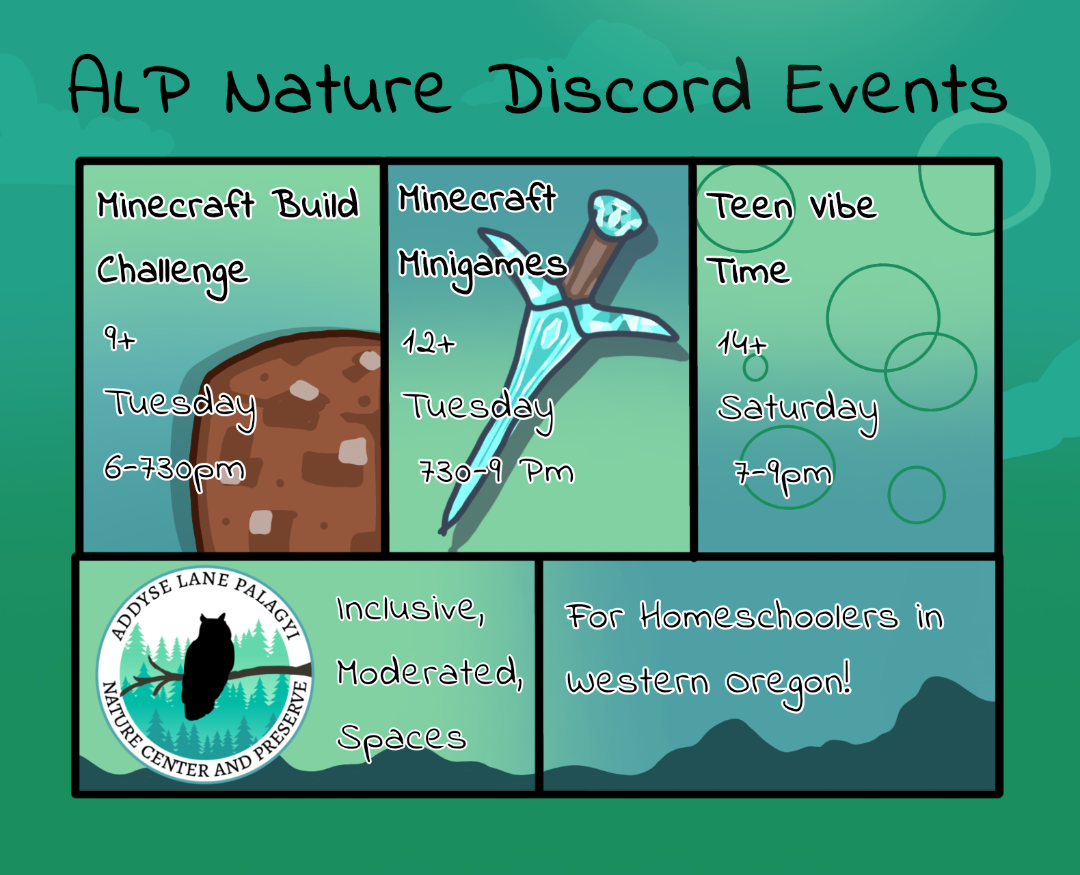 ALP Nature Discord Events
Minecraft Build
Challenge
9+
Tuesday
6-730pm
Minecraft
Minigames
12+
Tuesday
730-9 Pm
Teen Vibe
Time
14+
Saturday
7-9pm
ADDYSE LANE PALAGYI
NATURE CENTER AND PRESERVE
Inclusive,
Moderated,
Spaces
For Homeschoolers in
Western Oregon!